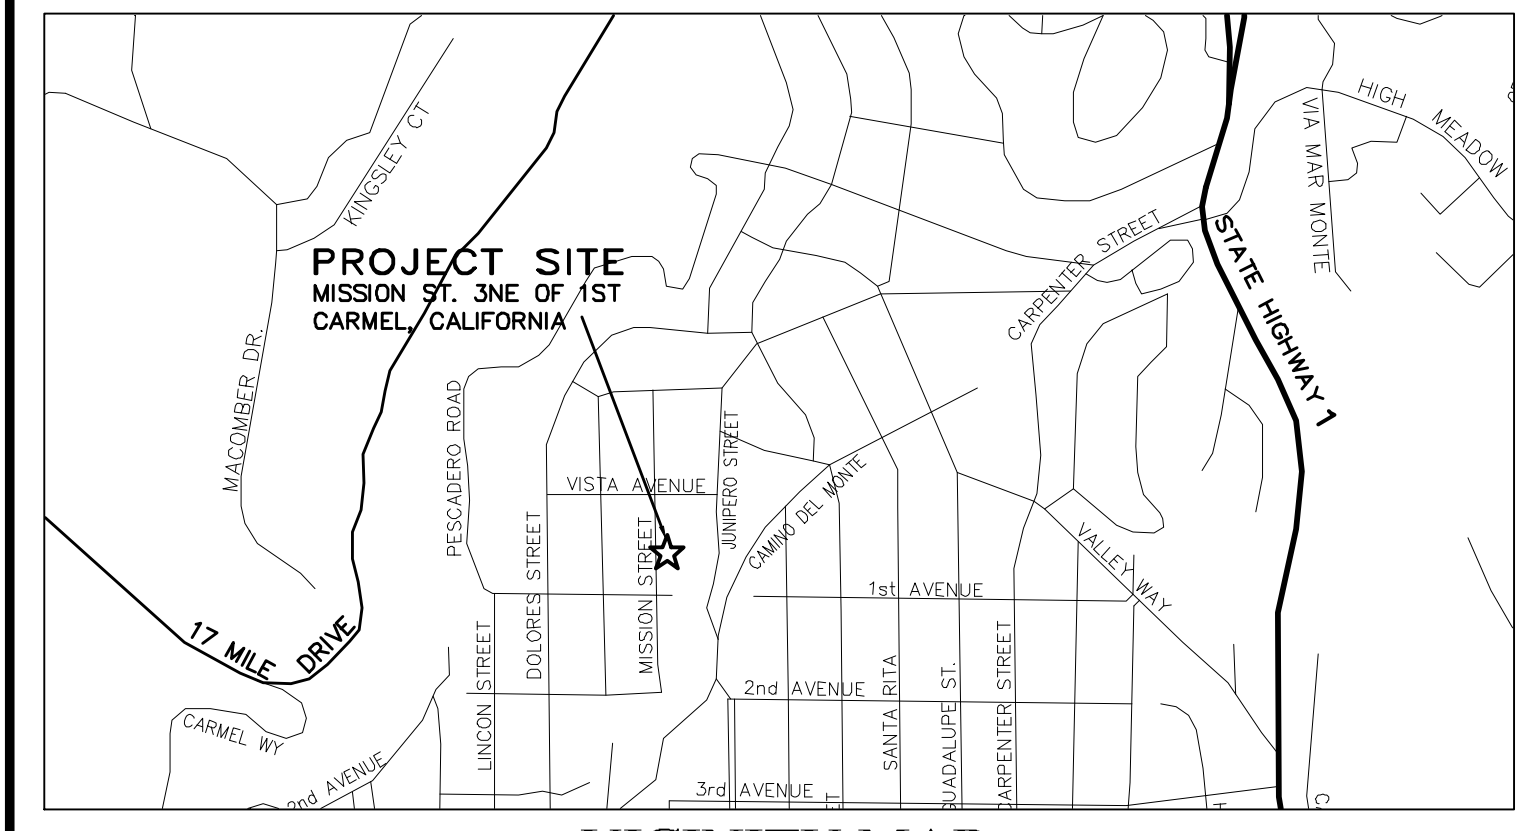 HIGH
MEADOW
VIA MAR MONTE
KINGSLEY CT
CARPENTER STREET
STATE HIGHWAY 1
PROJECT SITE
MISSION ST. 3NE OF 1ST
CARMEL, CALIFORNIA
MACOMBER DR.
PESCADERO ROAD
JUNIPERO STREET
VISTA AVENUE
CAMINO DEL MONTE
DOLORES STREET
MISSION STREET
VALLEY WAY
1st AVENUE
17 MILE DRIVE
LINCON STREET
2nd AVENUE
SANTA RITA
GUADALUPE ST.
CARPENTER STREET
CARMEL WY
2nd AVENUE
3rd AVENUE